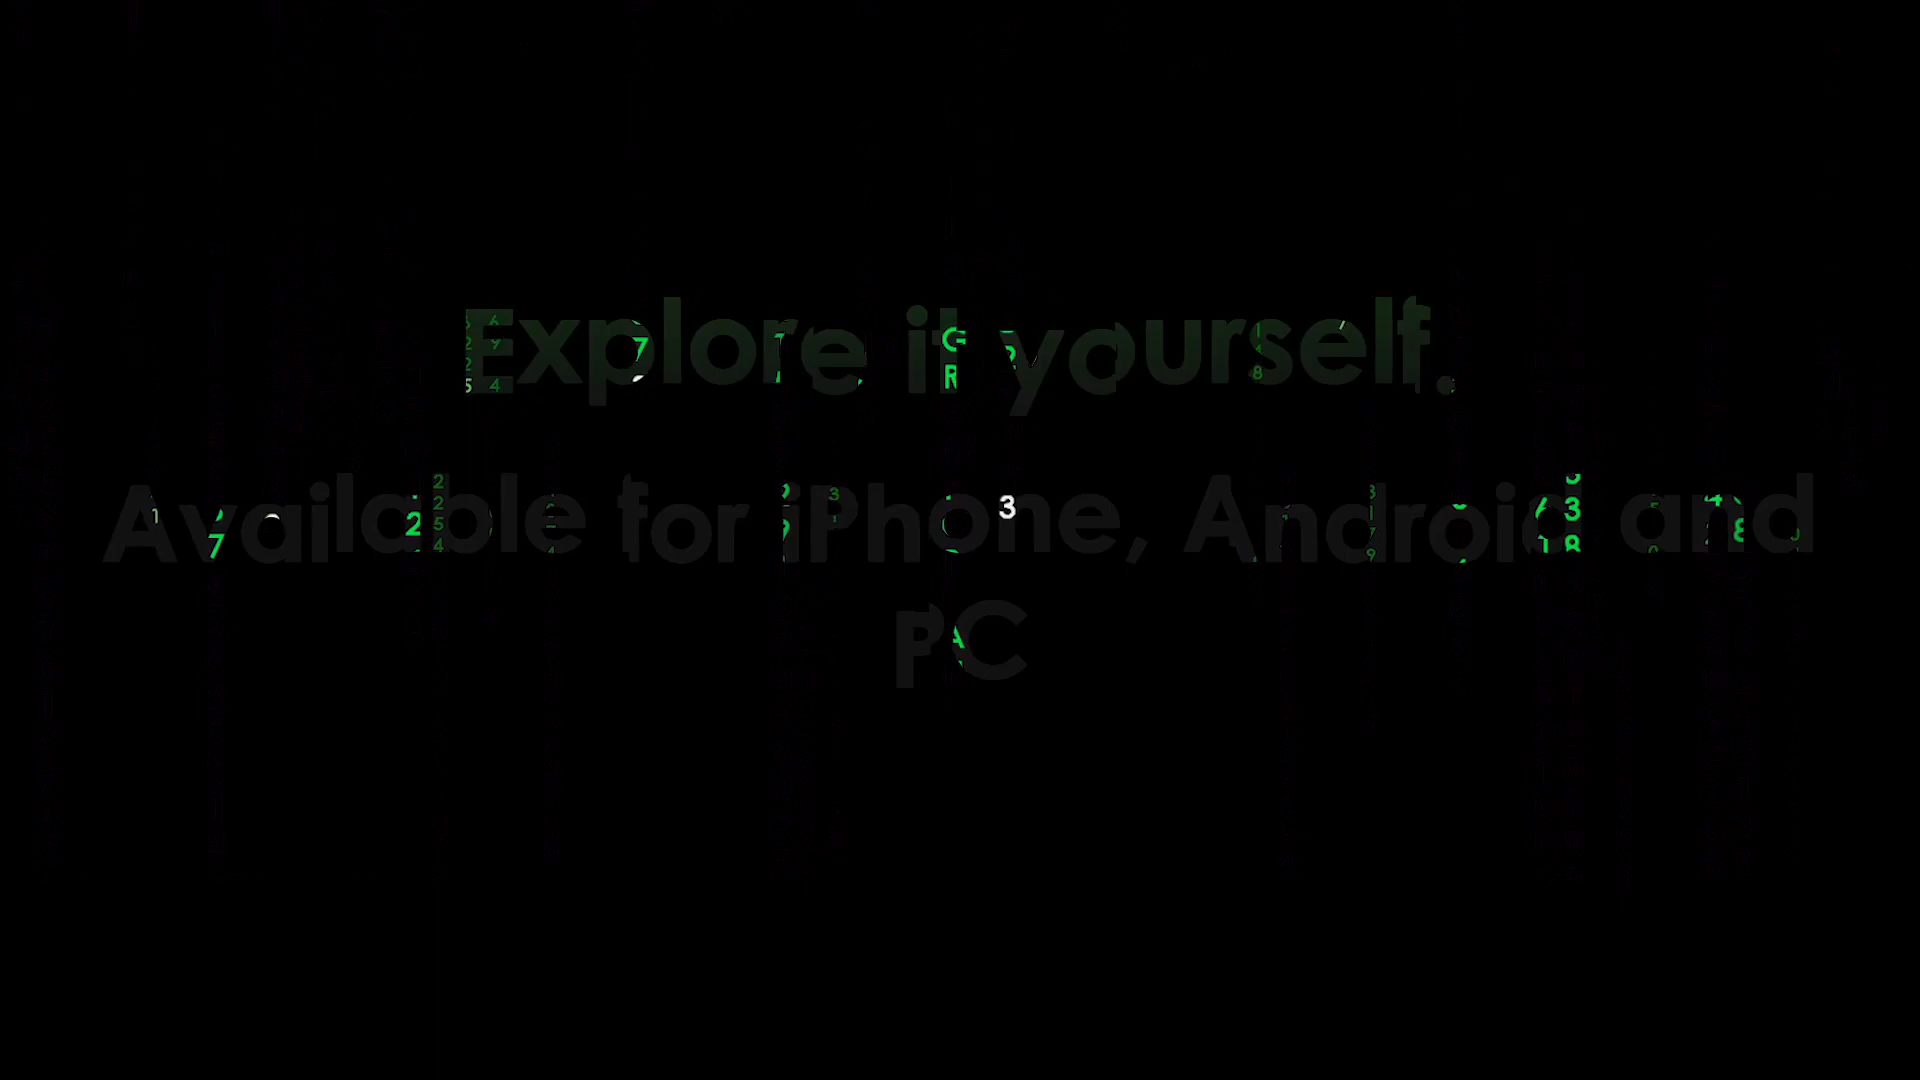 Explore it yourself.
Available for iPhone, Android and
PC